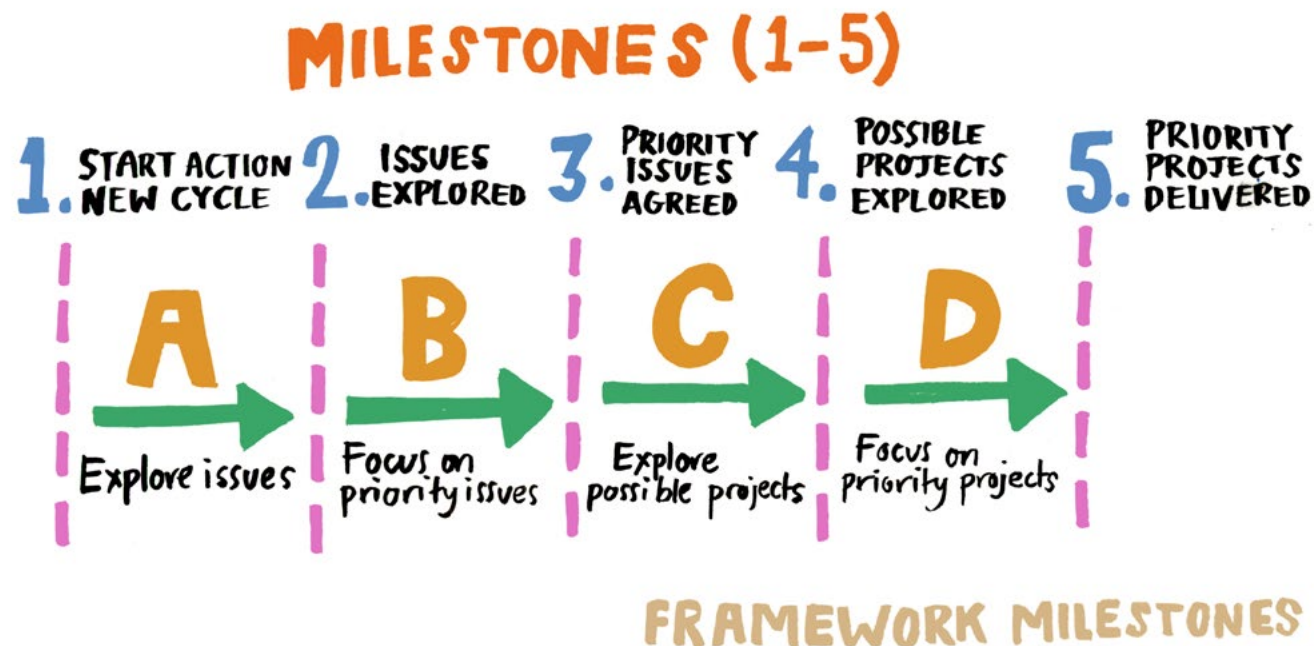 MILESTONES (1-5)
1. START ACTION
NEW CYCLE
2. ISSUES
EXPLORED
3. PRIORITY
ISSUES
AGREED
4. POSSIBLE
PROJECTS
EXPLORED
5. PRIORITY
PROJECTS
DELIVERED
A
Explore issues
B
Focus on
priority issues
C
Explore
possible projects
D
Focus on
priority projects
FRAMEWORK MILESTONES